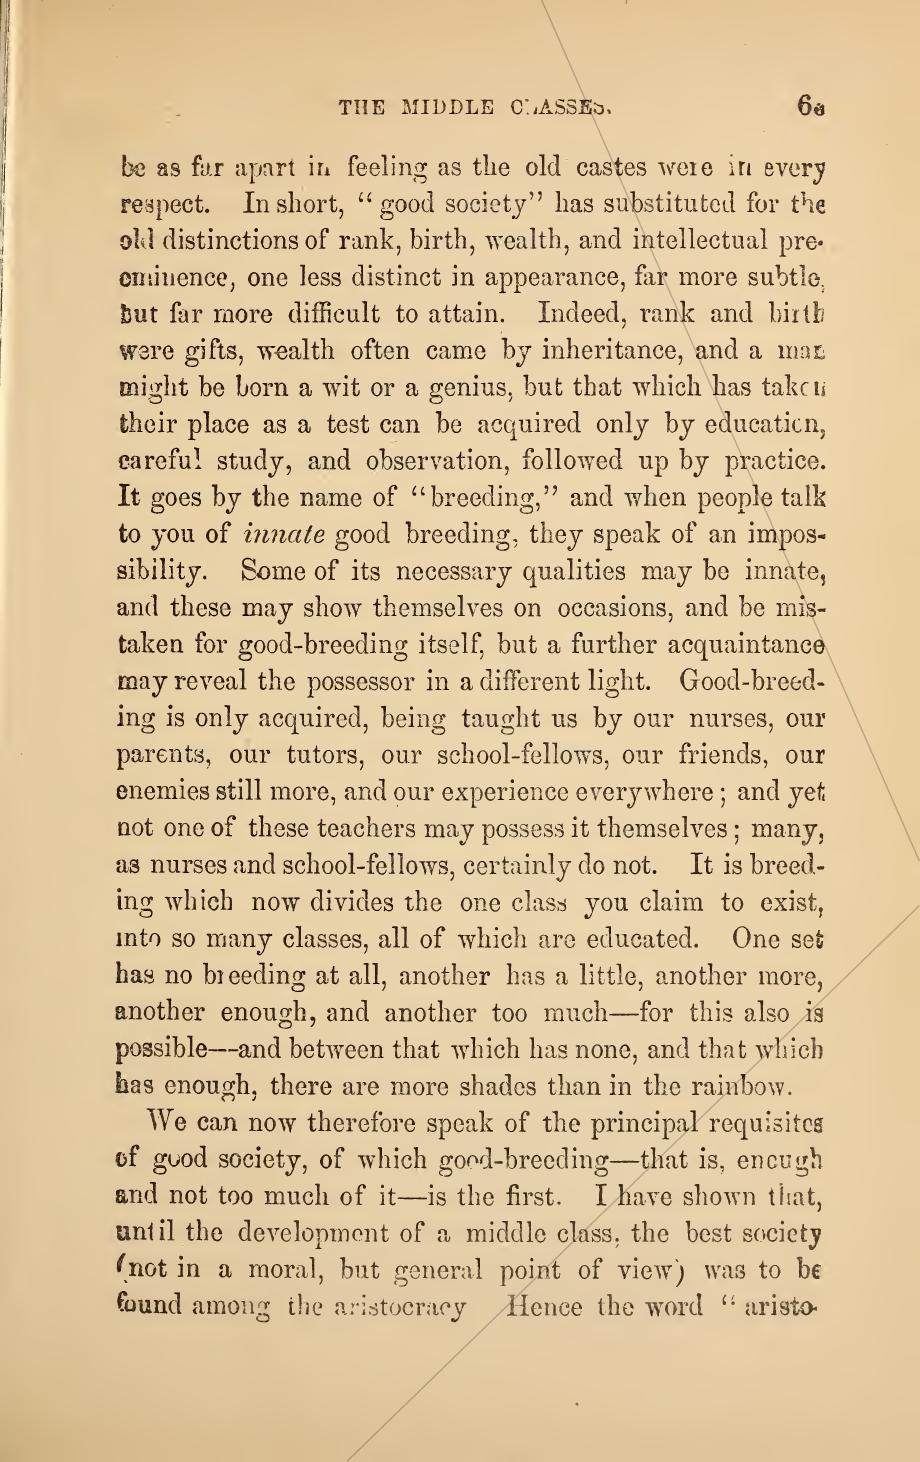 THE MIDDLE CLASSES.
be as far apart in feeling as the old castes were in every
respect. In short, “ good society” has substituted for the
old distinctions of rank, birth, wealth, and intellectual pre-
eminence, one less distinct in appearance, far more subtle,
but far more difficult to attain. Indeed, rank and birth
were gifts, wealth often came by inheritance, and a man
might be born a wit or a genius, but that which has taken
their place as a test can be acquired only by education,
careful study, and observation, followed up by practice.
It goes by the name of “breeding,” and when people talk
to you of innate good breeding, they speak of an impos-
sibility. Some of its necessary qualities may be innate,
and these may show themselves on occasions, and be mis-
taken for good-breeding itself, but a further acquaintance
may reveal the possessor in a different light. Good-breed-
ing is only acquired, being taught us by our nurses, our
parents, our tutors, our school-fellows, our friends, our
enemies still more, and our experience everywhere ; and yet
not one of these teachers may possess it themselves ; many,
as nurses and school-fellows, certainly do not. It is breed-
ing which now divides the one class you claim to exist,
into so many classes, all of which are educated. One set
has no breeding at all, another has a little, another more,
another enough, and another too much—for this also is
possible—and between that which has none, and that which
has enough, there are more shades than in the rainbow.
We can now therefore speak of the principal requisites
of good society, of which good-breeding—that is, enough
and not too much of it—is the first. I have shown that,
until the development of a middle class, the best society
(not in a moral, but general point of view) was to be
found among the aristocracy Hence the word “ aristo-